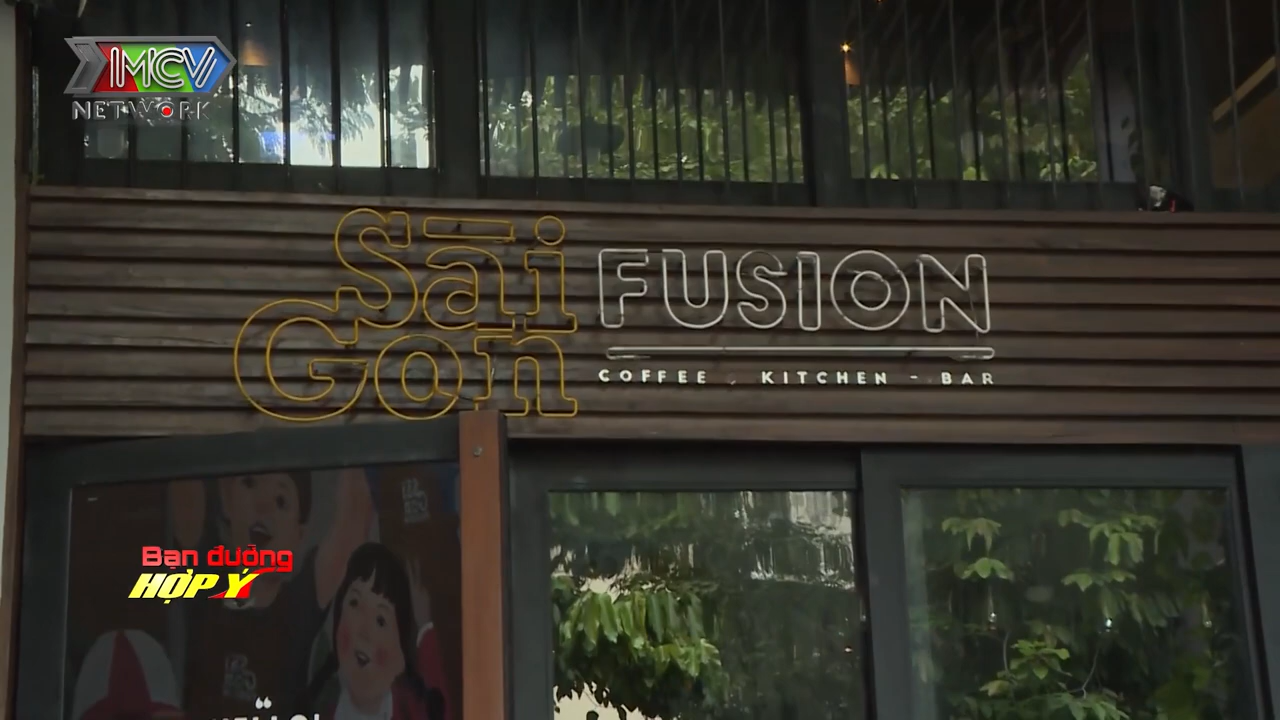 MCV
NETWORK
Sài
Gòn
FUSION
COFFEE - KITCHEN - BAR
Bạn đường
HỢP Ý